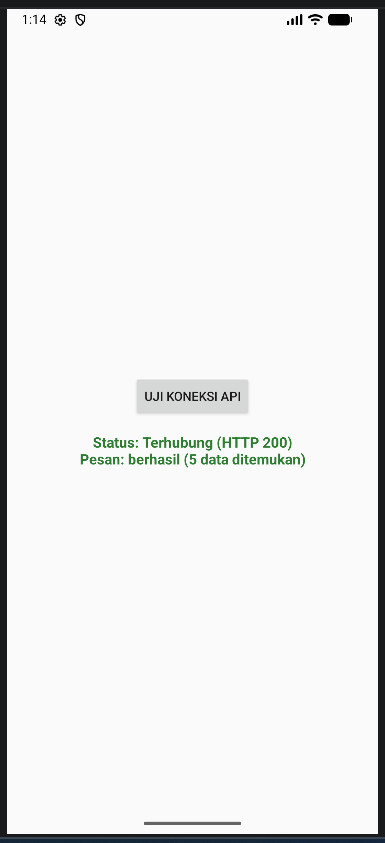 1:14
UJI KONEKSI API
Status: Terhubung (HTTP 200)
Pesan: berhasil (5 data ditemukan)